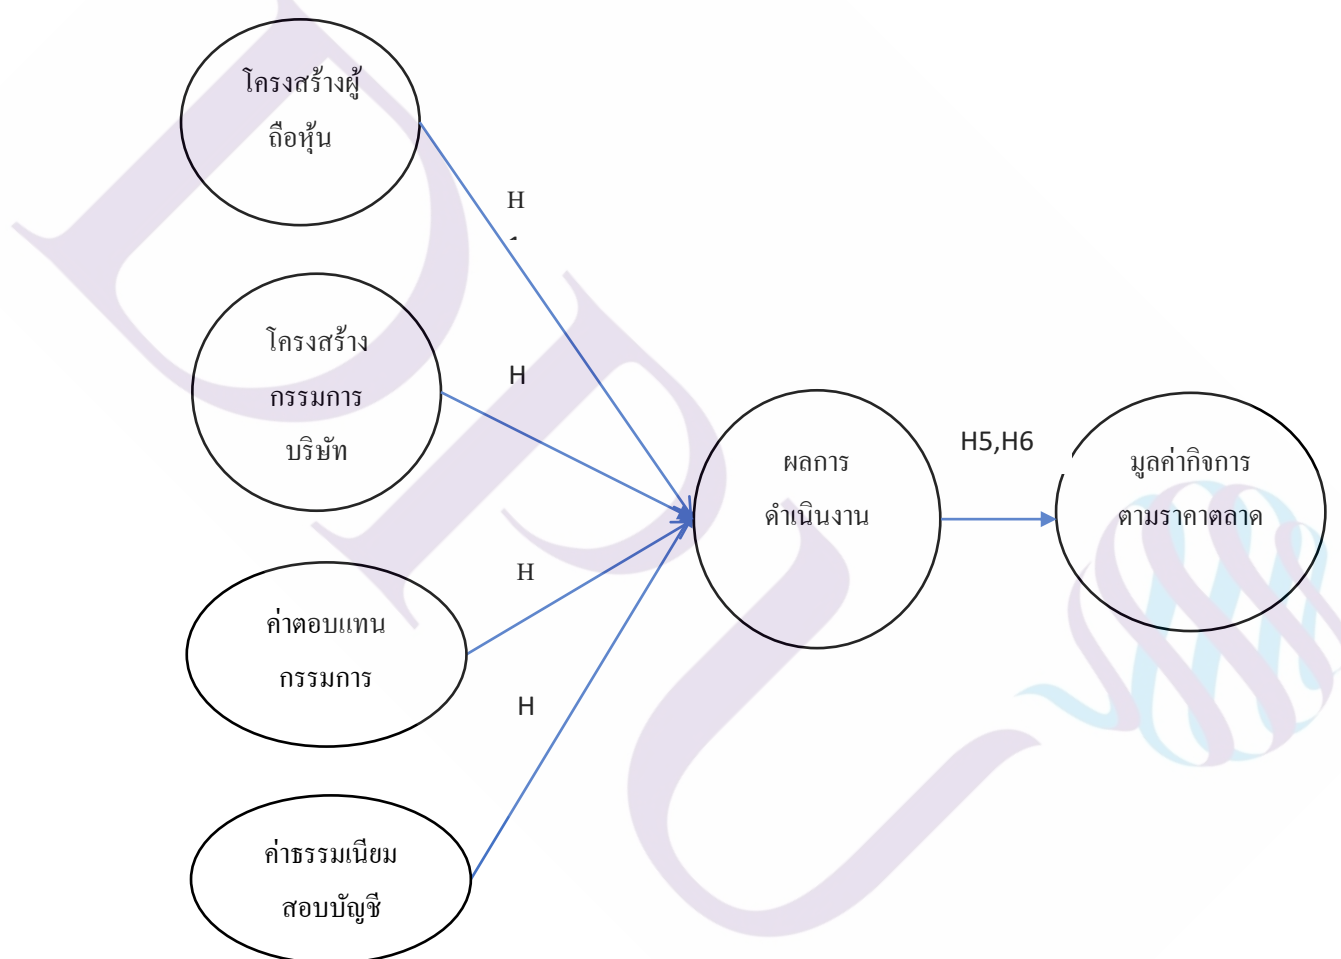 โครงสร้างผู้
ถือหุ้น
H
โครงสร้าง
กรรมการ
บริษัท
H
ผลการ
ดำเนินงาน
H5,H6
มูลค่ากิจการ
ตามราคาตลาด
H
ค่าตอบแทน
กรรมการ
H
ค่าธรรมเนียม
สอบบัญชี
DPU